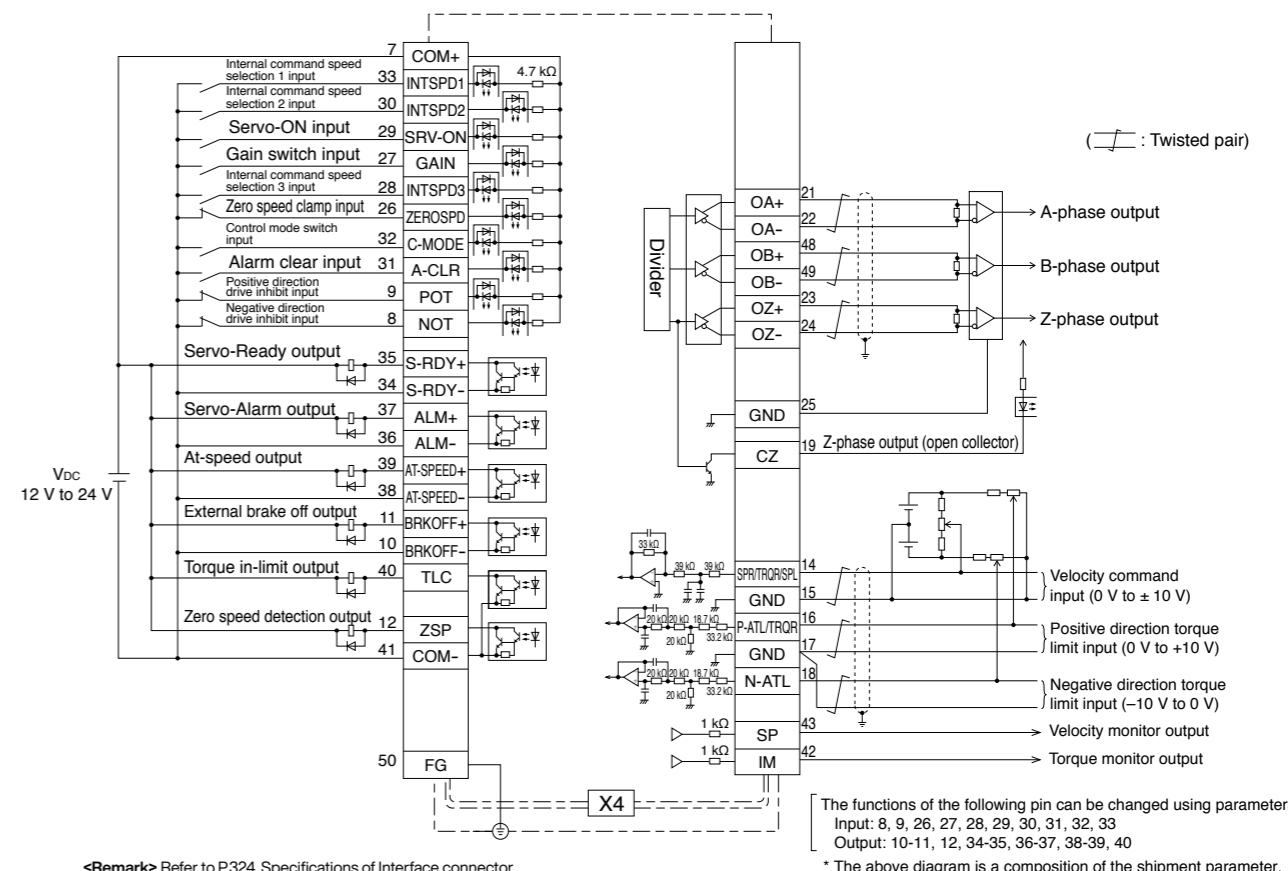 7 COM+
Internal command speed
selection 1 input 33 INTSPD1 4.7 kΩ
Internal command speed
selection 2 input 30 INTSPD2
Servo-ON input 29 SRV-ON
Gain switch input 27 GAIN
Internal command speed
selection 3 input 28 INTSPD3
Zero speed clamp input 26 ZEROSPD
Control mode switch
input 32 C-MODE
Alarm clear input 31 A-CLR
Positive direction
drive inhibit input 9 POT
Negative direction
drive inhibit input 8 NOT
Servo-Ready output 35 S-RDY+
34 S-RDY-
Servo-Alarm output 37 ALM+
36 ALM-
At-speed output 39 AT-SPEED+
38 AT-SPEED-
External brake off output 11 BRKOFF+
10 BRKOFF-
Torque in-limit output 40 TLC
Zero speed detection output 12 ZSP
41 COM-
VDC
12 V to 24 V
50 FG
X4
( : Twisted pair)
Divider
OA+ 21
OA- 22
A-phase output
OB+ 48
OB- 49
B-phase output
OZ+ 23
OZ- 24
Z-phase output
GND 25
CZ 19 Z-phase output (open collector)
33 kΩ
39 kΩ 39 kΩ SPR/TRQR/SPL 14
GND 15
Velocity command
input (0 V to ± 10 V)
20 kΩ 20 kΩ 18.7 kΩ
20 kΩ 33.2 kΩ
P-ATL/TRQR 16
GND 17
Positive direction torque
limit input (0 V to +10 V)
20 kΩ 20 kΩ 18.7 kΩ
20 kΩ 33.2 kΩ
N-ATL 18
Negative direction torque
limit input (–10 V to 0 V)
1 kΩ SP 43 Velocity monitor output
1 kΩ IM 42 Torque monitor output
The functions of the following pin can be changed using parameter
Input: 8, 9, 26, 27, 28, 29, 30, 31, 32, 33
Output: 10-11, 12, 34-35, 36-37, 38-39, 40
* The above diagram is a composition of the shipment parameter.
<Remark> Refer to P.324, Specifications of Interface connector.